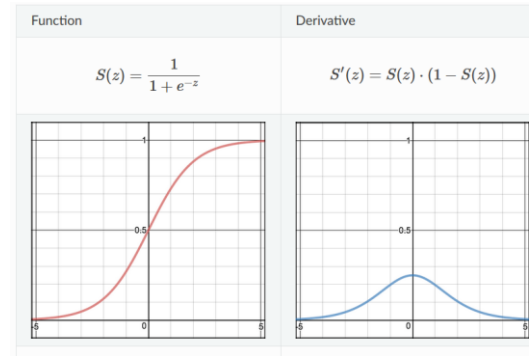 Function
Derivative
S(z) = 1 / (1 + e^{-z})
S′(z) = S(z) · (1 − S(z))
1
0.5
-5
0
5
1
0.5
-5
0
5